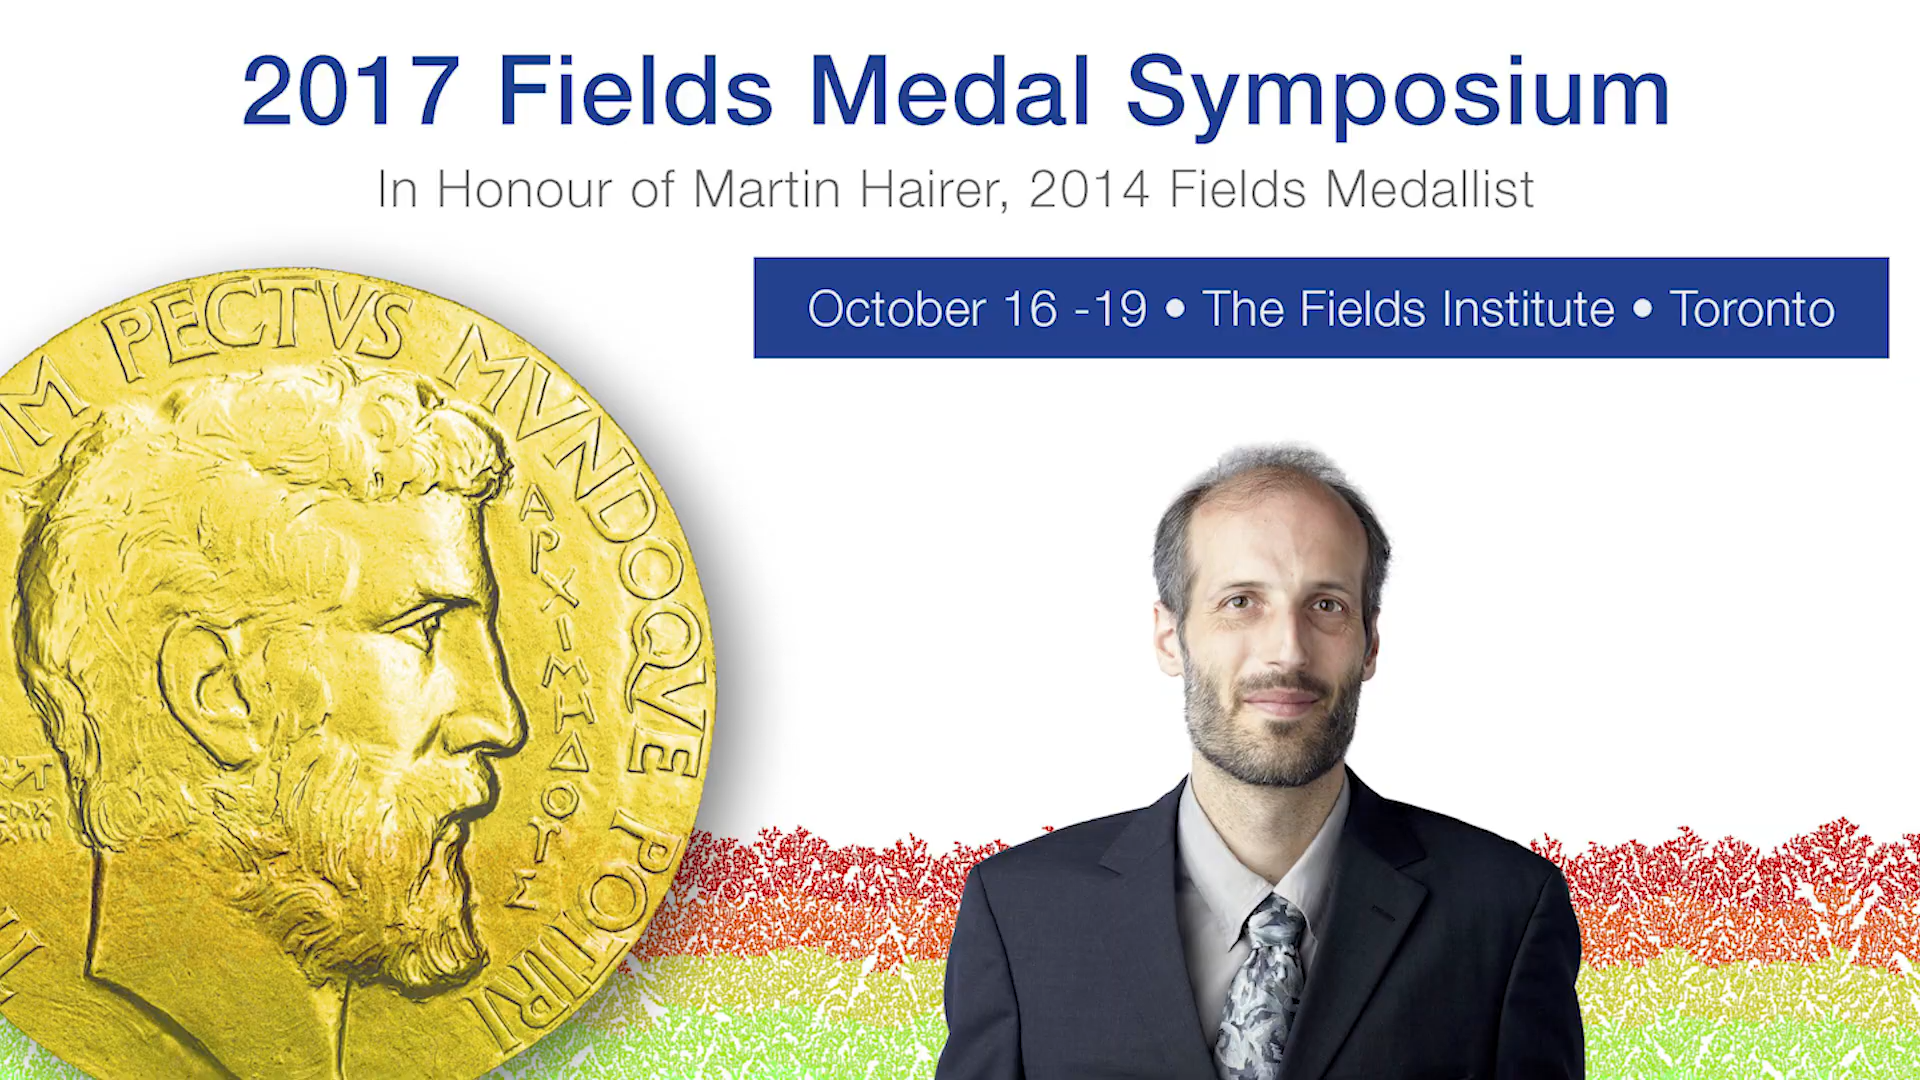 2017 Fields Medal Symposium
In Honour of Martin Hairer, 2014 Fields Medallist
October 16 -19 • The Fields Institute • Toronto
VM PECTVS MVNDOQVE POTIRI
ΑΡΧΙΜΗΔΟΥΣ